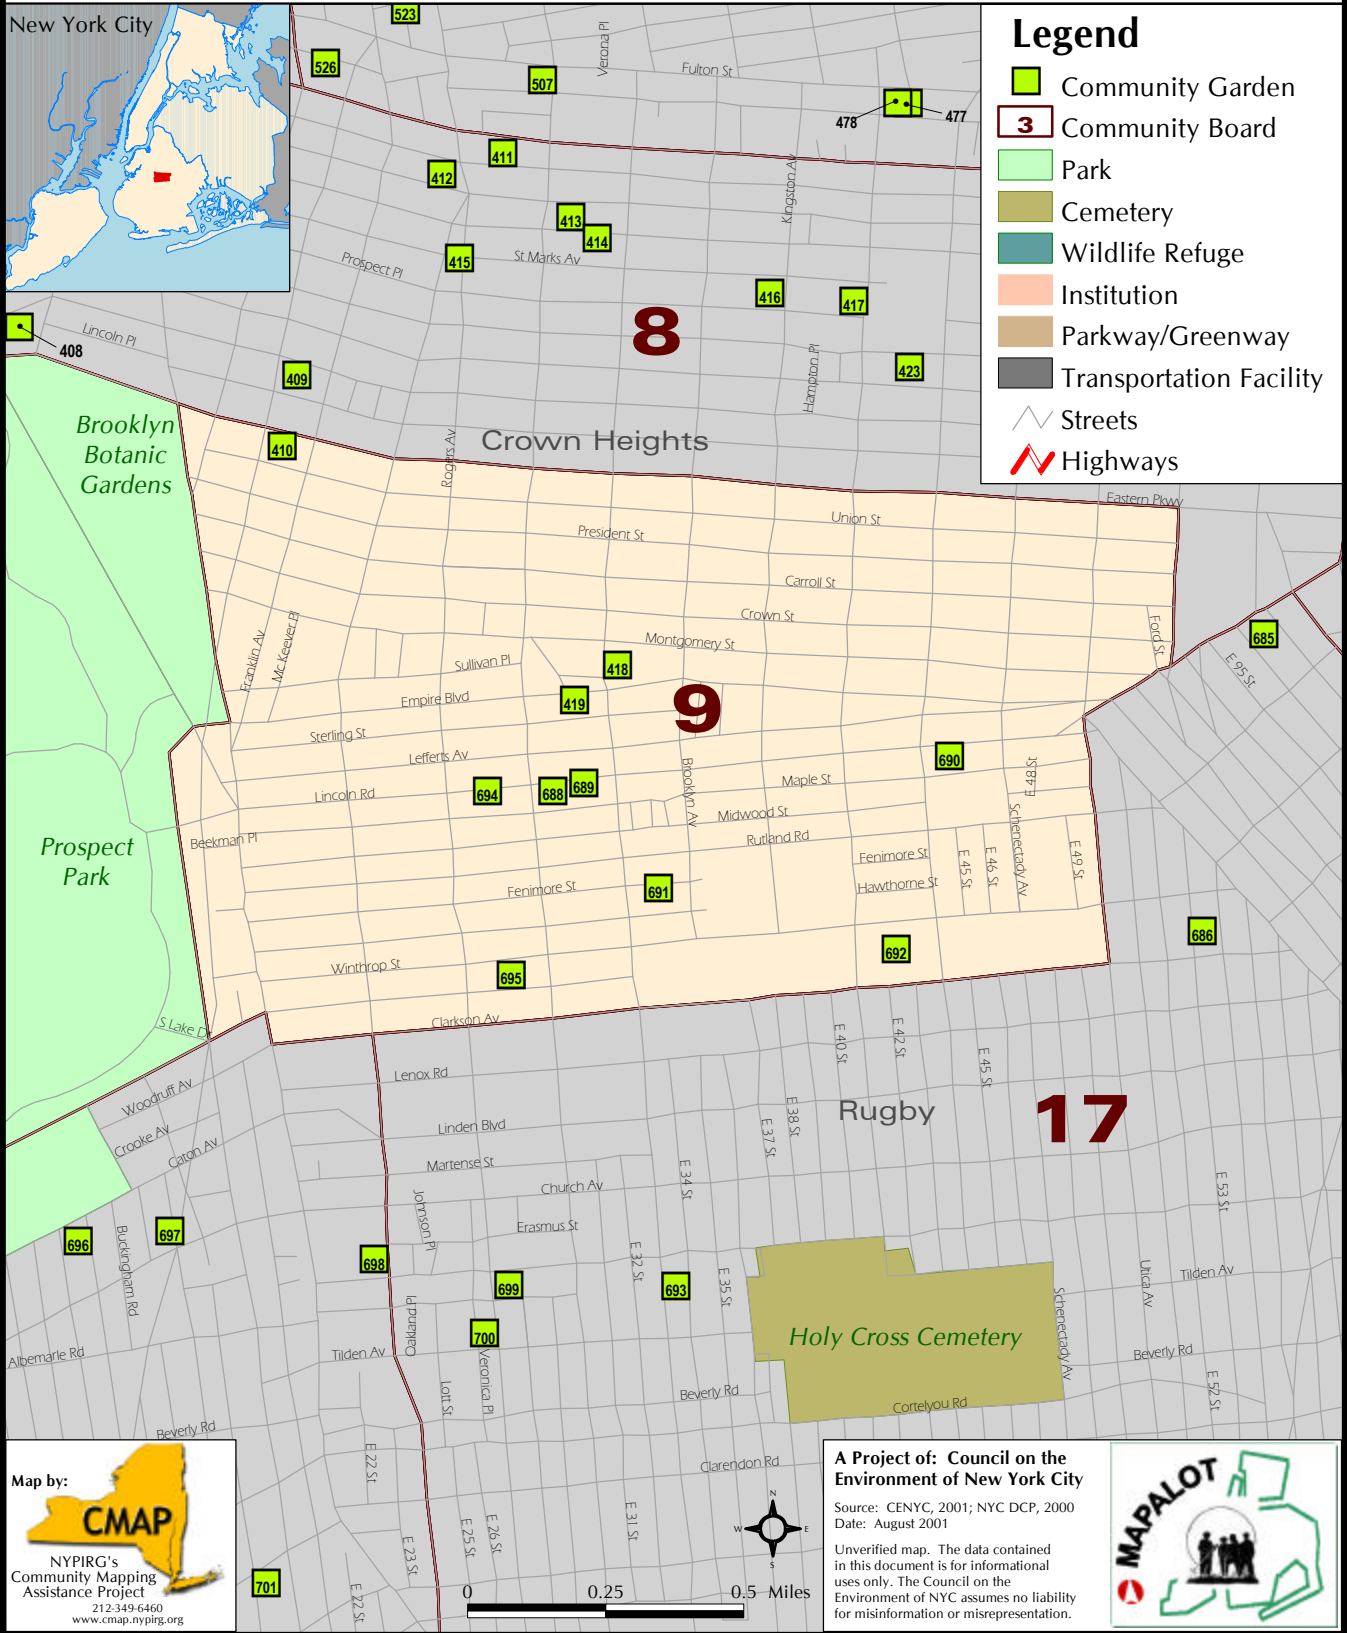 New York City
523
526
507
Verona Pl
Fulton St
478
477
411
412
413
414
415
St Marks Av
Prospect Pl
Kingston Av
416
417
8
408
Lincoln Pl
409
Hampton Pl
423
Legend
Community Garden
3 Community Board
Park
Cemetery
Wildlife Refuge
Institution
Parkway/Greenway
Transportation Facility
Streets
Highways
Brooklyn
Botanic
Gardens
410
Rogers Av
Crown Heights
Eastern Pkwy
Union St
President St
Carroll St
Crown St
Montgomery St
Ford St
685
E 95 St
Franklin Av
Mc Keever Pl
Sullivan Pl
418
Empire Blvd
419
9
Sterling St
Lefferts Av
690
E 48 St
Lincoln Rd
694
688
689
Brooklyn Av
Maple St
Midwood St
Rutland Rd
Schenectady Av
Beekman Pl
Prospect
Park
Fenimore St
E 45 St
E 46 St
E 49 St
Fenimore St
691
Hawthorne St
686
692
Winthrop St
695
S Lake Dr
Clarkson Av
E 40 St
E 42 St
E 45 St
Lenox Rd
Woodruff Av
Rugby
17
E 38 St
E 37 St
Linden Blvd
Crooke Av
Caton Av
Martense St
E 34 St
Church Av
E 53 St
Johnson Pl
Erasmus St
696
697
Buckingham Rd
698
E 32 St
699
693
E 35 St
Utica Av
Tilden Av
Oakland Pl
700
Holy Cross Cemetery
Schenectady Av
Albemarle Rd
Tilden Av
Veronica Pl
Beverly Rd
Lott St
Beverly Rd
Cortelyou Rd
E 52 St
Beverly Rd
E 22 St
Clarendon Rd
Map by:
CMAP
NYPIRG's
Community Mapping
Assistance Project
212-349-6460
www.cmap.nypirg.org
701
E 23 St
E 22 St
E 25 St
E 26 St
E 31 St
N
W E
S
0 0.25 0.5 Miles
A Project of: Council on the
Environment of New York City
Source: CENYC, 2001; NYC DCP, 2000
Date: August 2001
Unverified map. The data contained
in this document is for informational
uses only. The Council on the
Environment of NYC assumes no liability
for misinformation or misrepresentation.
MAPALOT